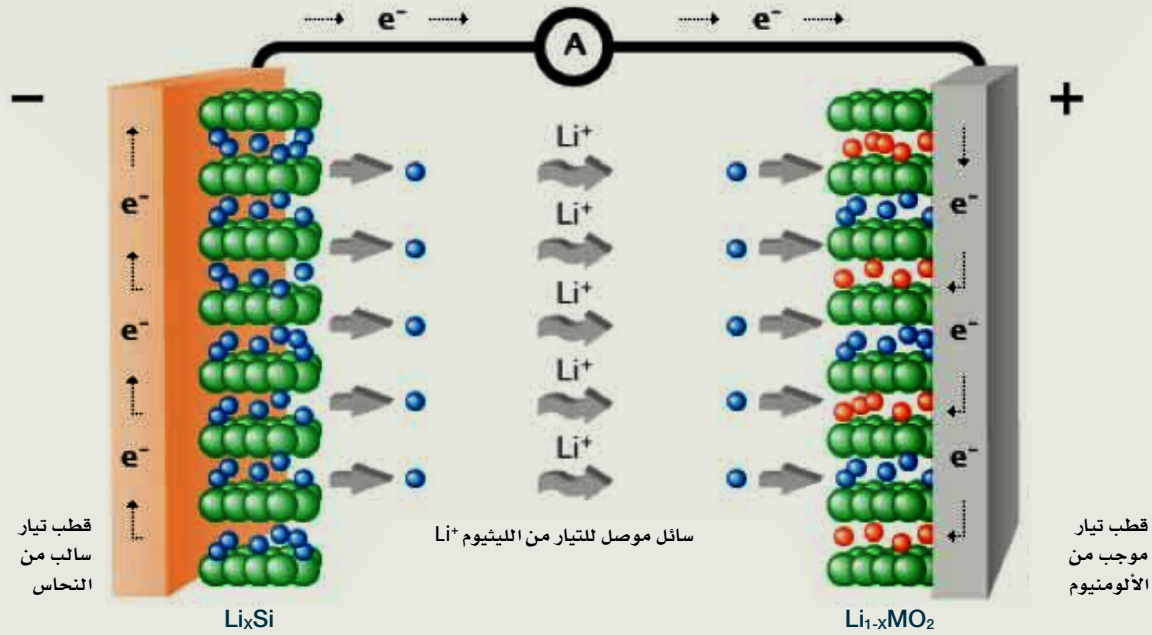 e⁻
e⁻
A
−
+
Li⁺
Li⁺
Li⁺
Li⁺
Li⁺
e⁻
e⁻
e⁻
e⁻
e⁻
e⁻
قطب تيار
سالب من
النحاس
سائل موصل للتيار من الليثيوم Li⁺
قطب تيار
موجب من
الألومنيوم
LiₓSi
Li₁₋ₓMO₂